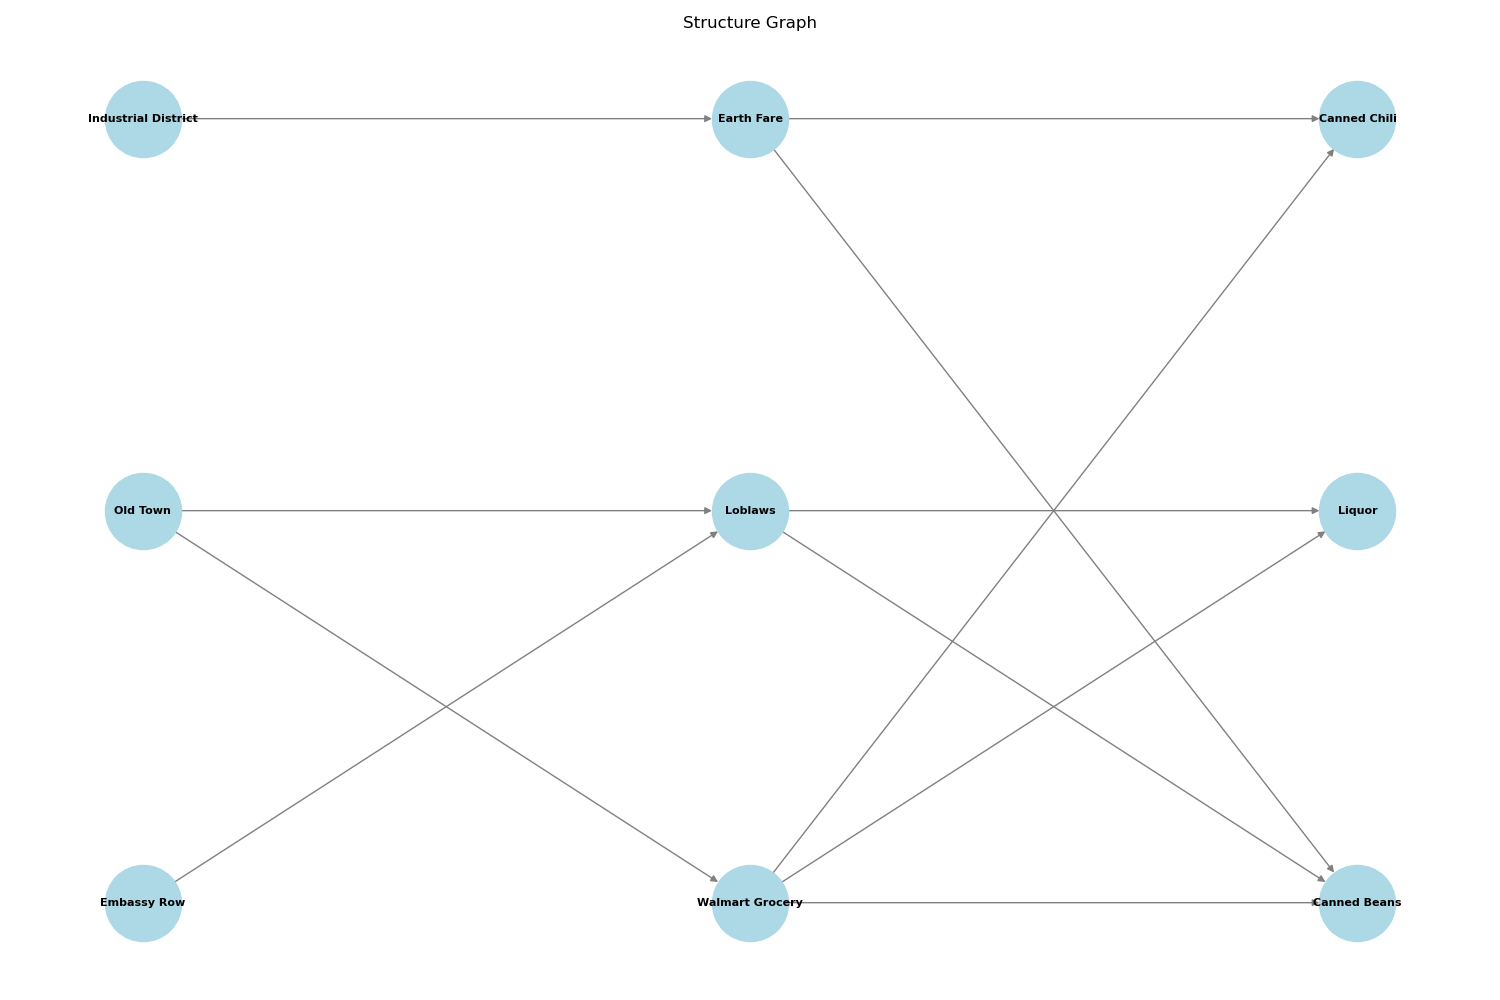 Structure Graph
Industrial District
Earth Fare
Canned Chili
Old Town
Loblaws
Liquor
Embassy Row
Walmart Grocery
Canned Beans